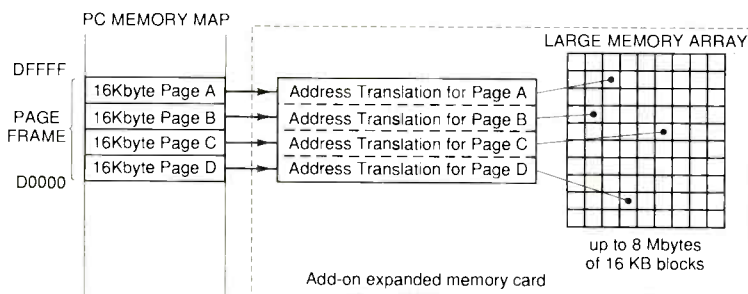 PC MEMORY MAP
LARGE MEMORY ARRAY
DFFFF
PAGE
FRAME
D0000
16Kbyte Page A
16Kbyte Page B
16Kbyte Page C
16Kbyte Page D
Address Translation for Page A
Address Translation for Page B
Address Translation for Page C
Address Translation for Page D
up to 8 Mbytes
of 16 KB blocks
Add-on expanded memory card